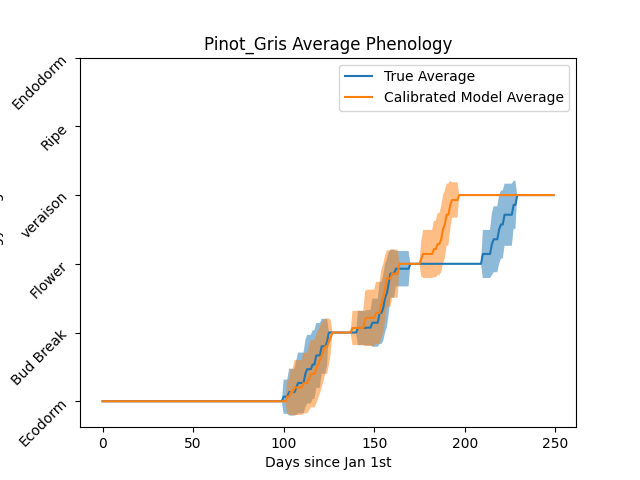 Pinot_Gris Average Phenology
True Average
Calibrated Model Average
Endodorm
Ripe
veraison
Flower
Bud Break
Ecodorm
0 50 100 150 200 250
Days since Jan 1st